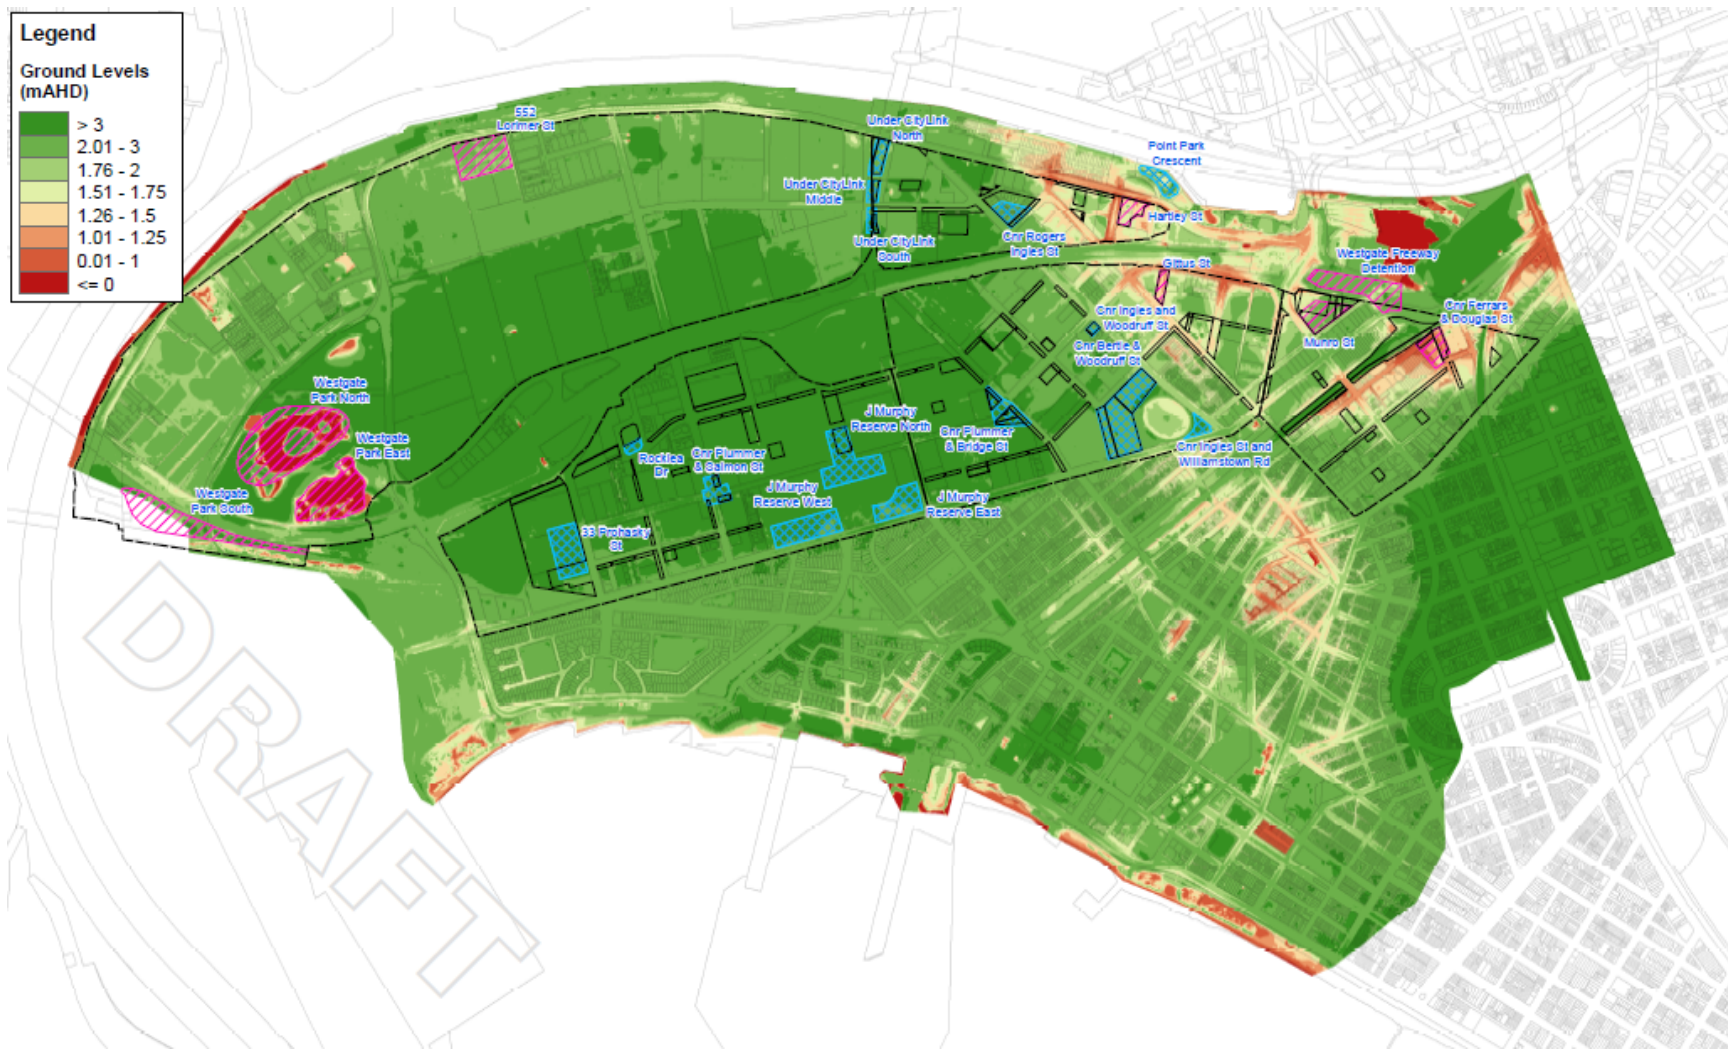 Legend
Ground Levels
(mAHD)
> 3
2.01 - 3
1.76 - 2
1.51 - 1.75
1.26 - 1.5
1.01 - 1.25
0.01 - 1
<= 0
552
Lorimer St
Under CityLink
North
Point Park
Crescent
Under CityLink
Middle
Hartley St
Under CityLink
South
Cnr Rogers
Ingles St
Gittus St
Westgate Freeway
Detention
Cnr Ingles and
Woodruff St
Cnr Ferrars
& Douglas St
Munro St
Cnr Bertie &
Woodruff St
Westgate
Park North
Westgate
Park East
J Murphy
Reserve North
Cnr Plummer
& Bridge St
Cnr Ingles St and
Williamstown Rd
Rocklea
Dr
Cnr Plummer
& Salmon St
J Murphy
Reserve West
J Murphy
Reserve East
Westgate
Park South
33 Prohasky
St
DRAFT